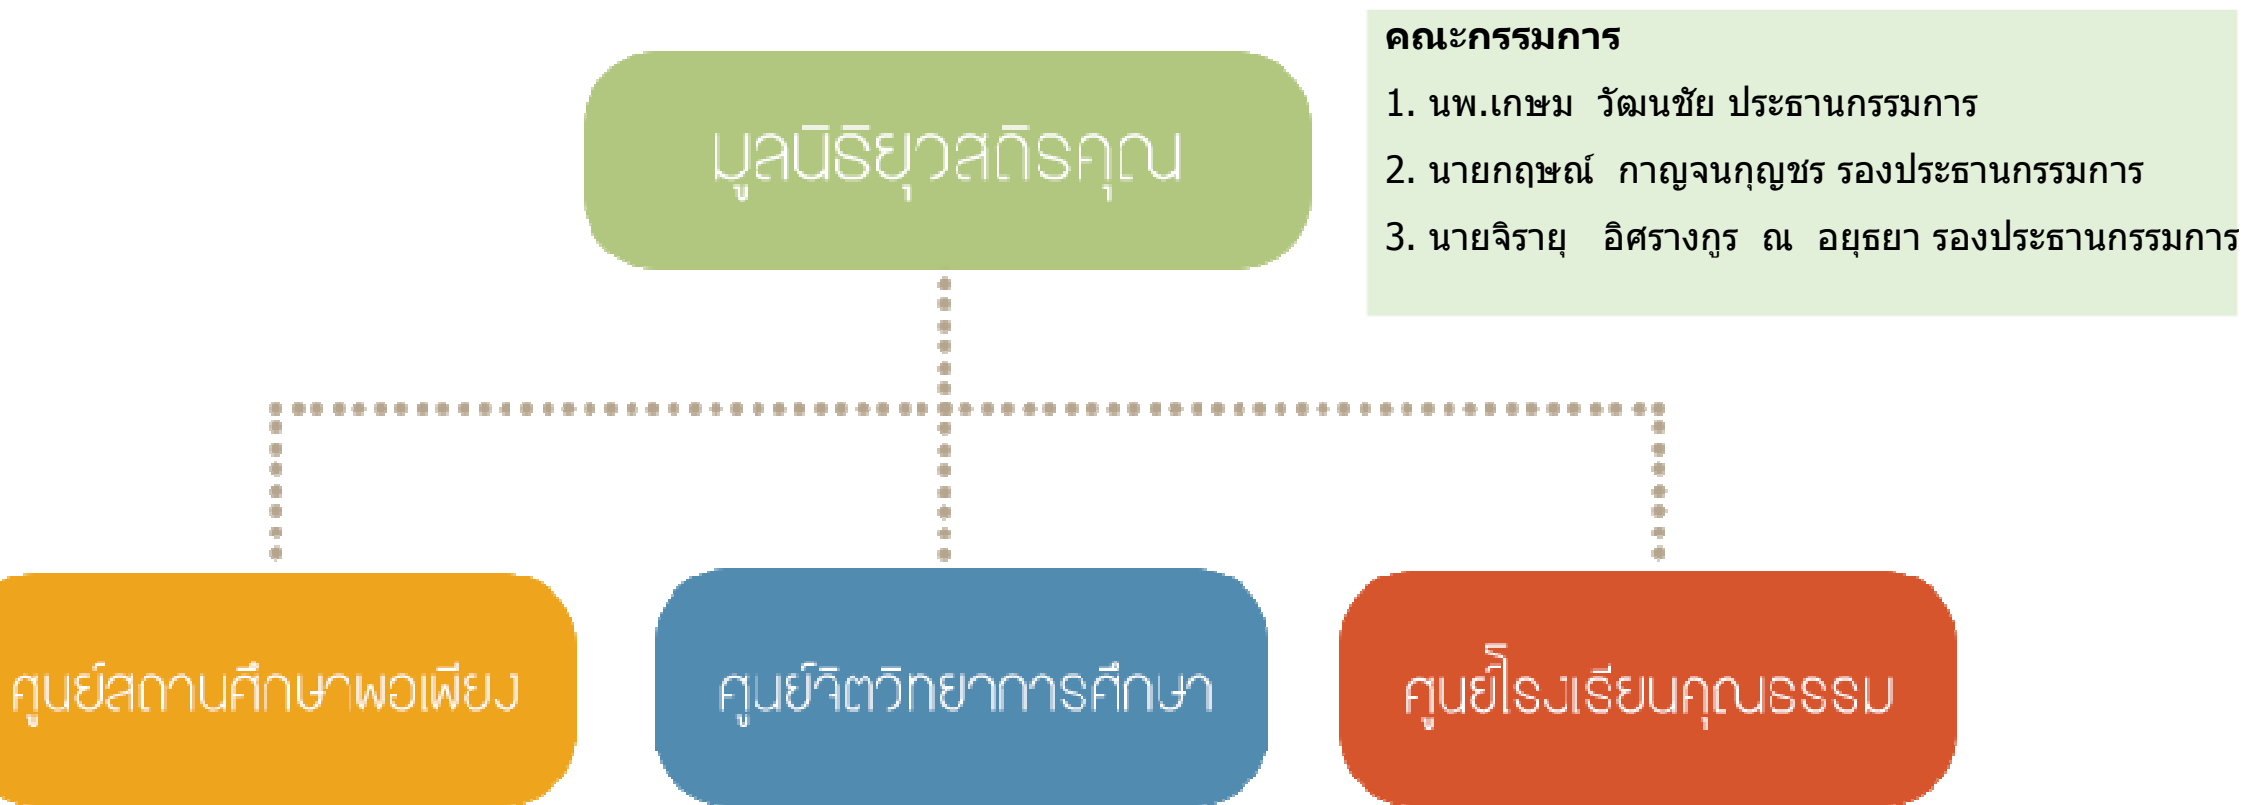 มูลนิธิยุวสถิรคุณ
คณะกรรมการ
1. นพ.เกษม วัฒนชัย ประธานกรรมการ
2. นายกฤษณ์ กาญจนกุญชร รองประธานกรรมการ
3. นายจิรายุ อิศรางกูร ณ อยุธยา รองประธานกรรมการ
ศูนย์สถานศึกษาพอเพียง
ศูนย์จิตวิทยาการศึกษา
ศูนย์โรงเรียนคุณธรรม